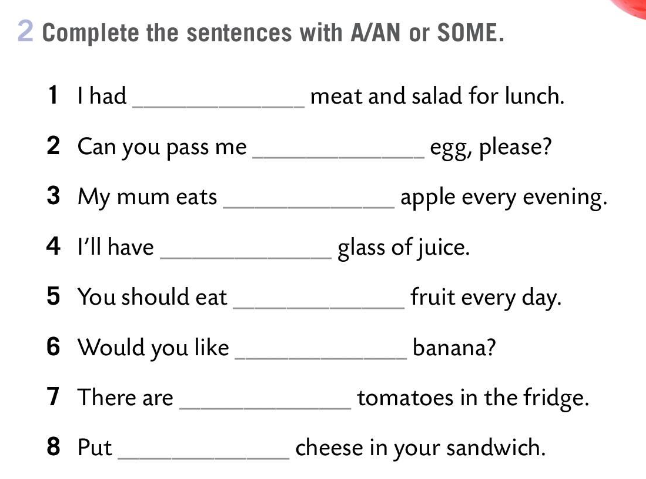 2 Complete the sentences with A/AN or SOME.
1 I had ______________ meat and salad for lunch.
2 Can you pass me ______________ egg, please?
3 My mum eats ______________ apple every evening.
4 I'll have ______________ glass of juice.
5 You should eat ______________ fruit every day.
6 Would you like ______________ banana?
7 There are ______________ tomatoes in the fridge.
8 Put ______________ cheese in your sandwich.